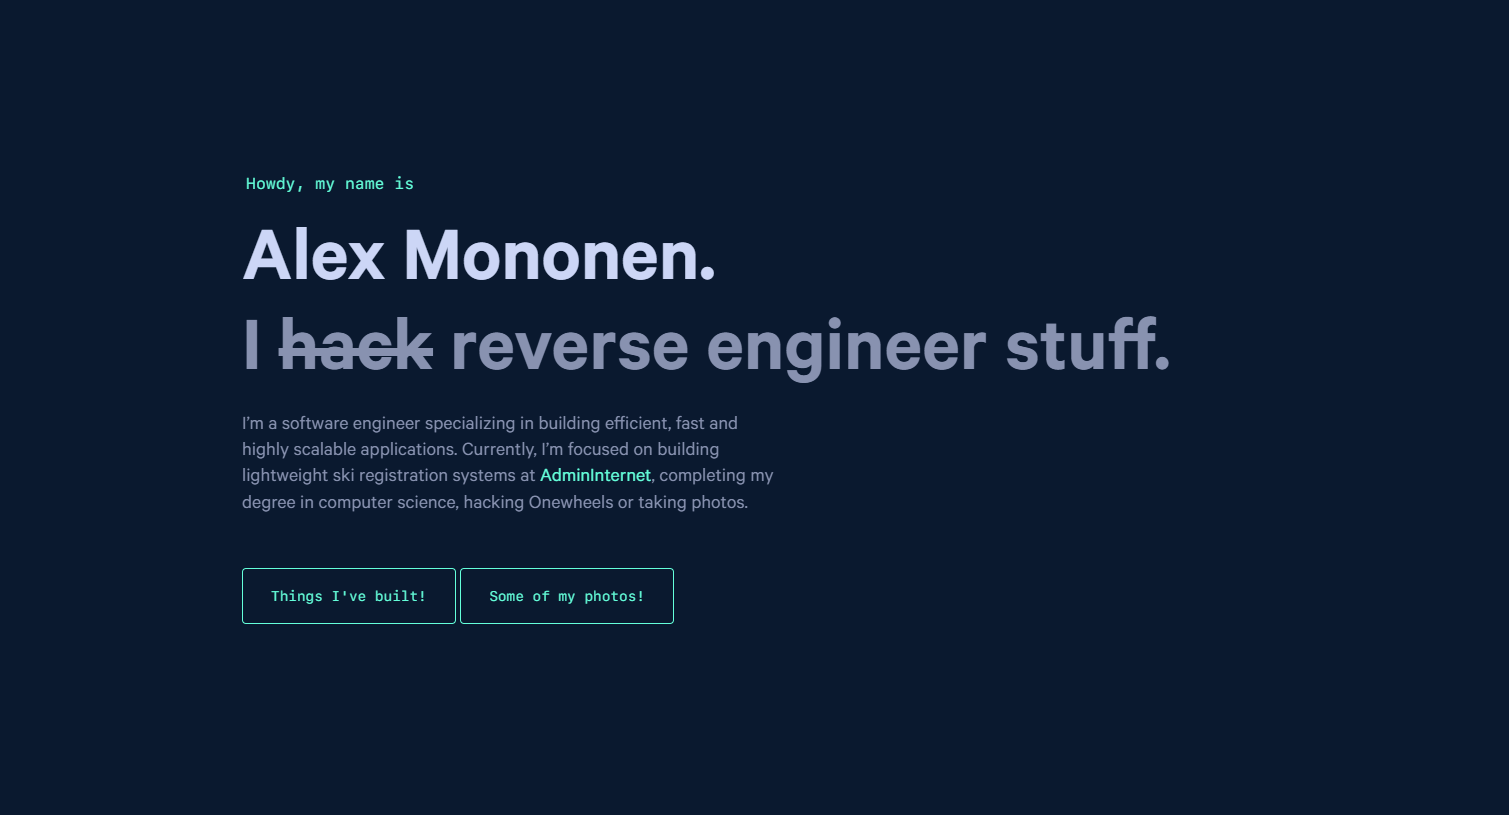 Howdy, my name is
Alex Mononen.
I hack reverse engineer stuff.
I’m a software engineer specializing in building efficient, fast and
highly scalable applications. Currently, I’m focused on building
lightweight ski registration systems at AdminInternet, completing my
degree in computer science, hacking Onewheels or taking photos.
Things I've built! Some of my photos!